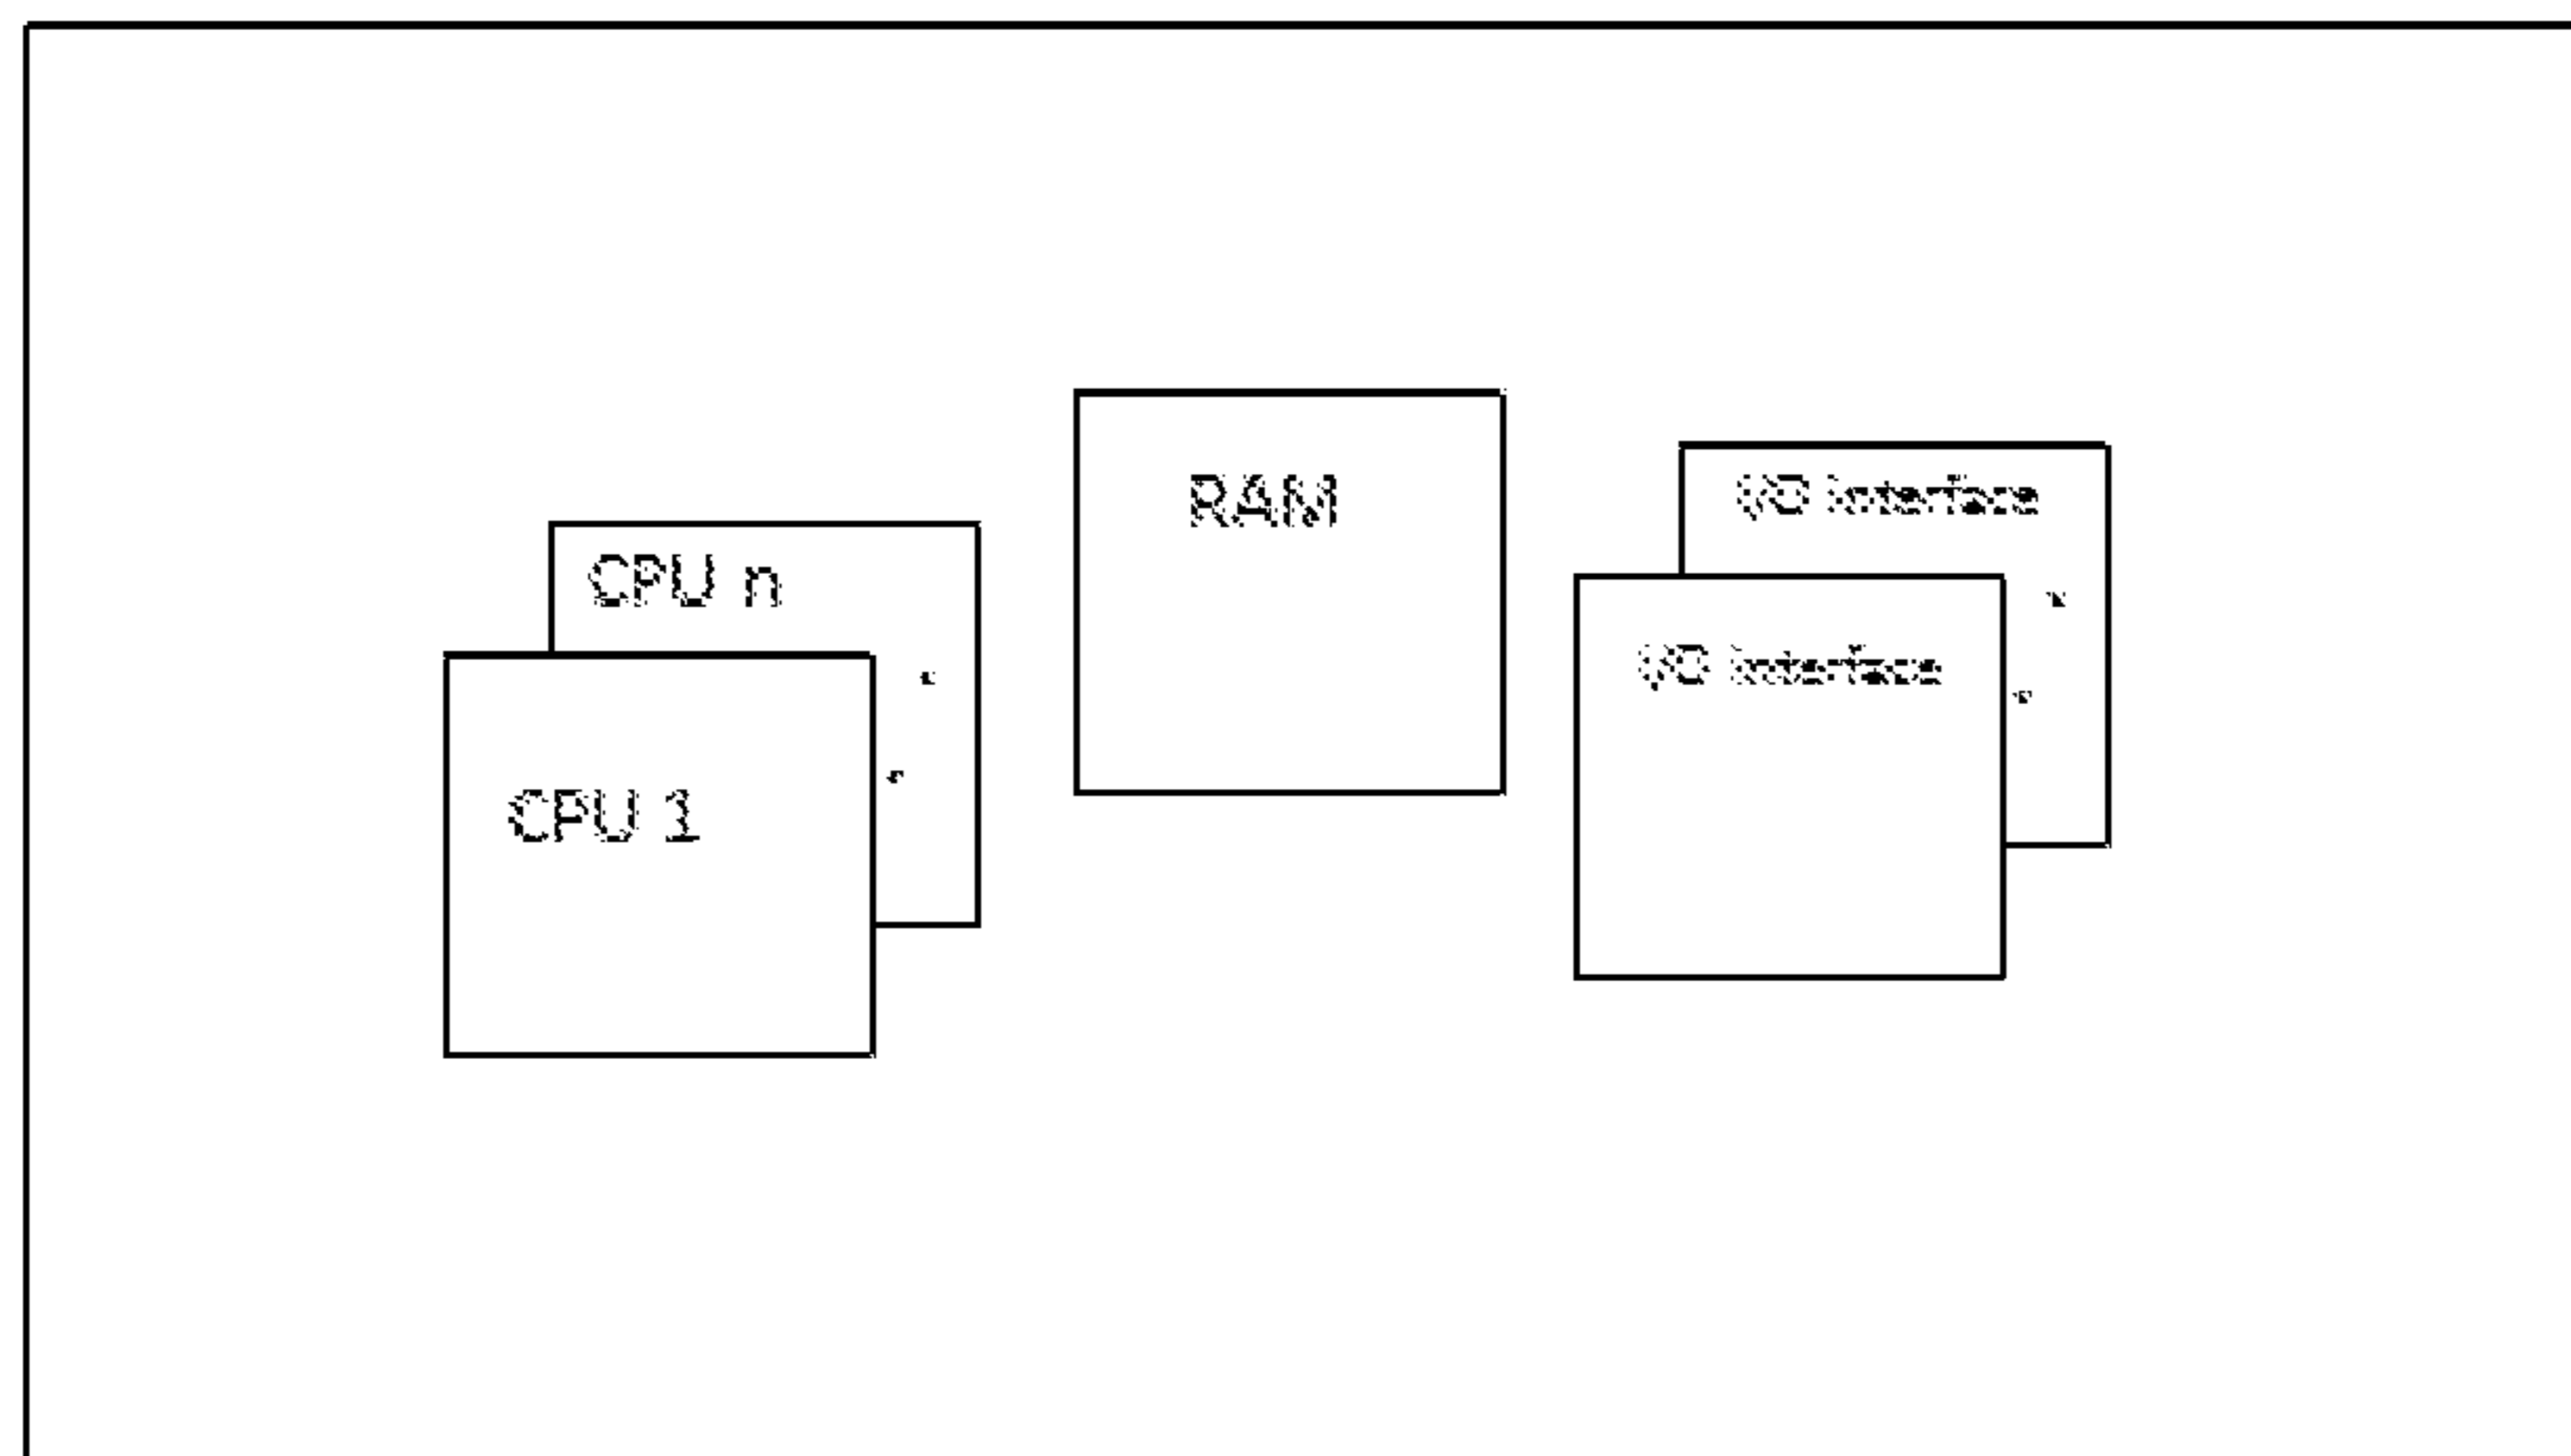 RAM
I/O Interface
CPU n
I/O Interface
CPU 1